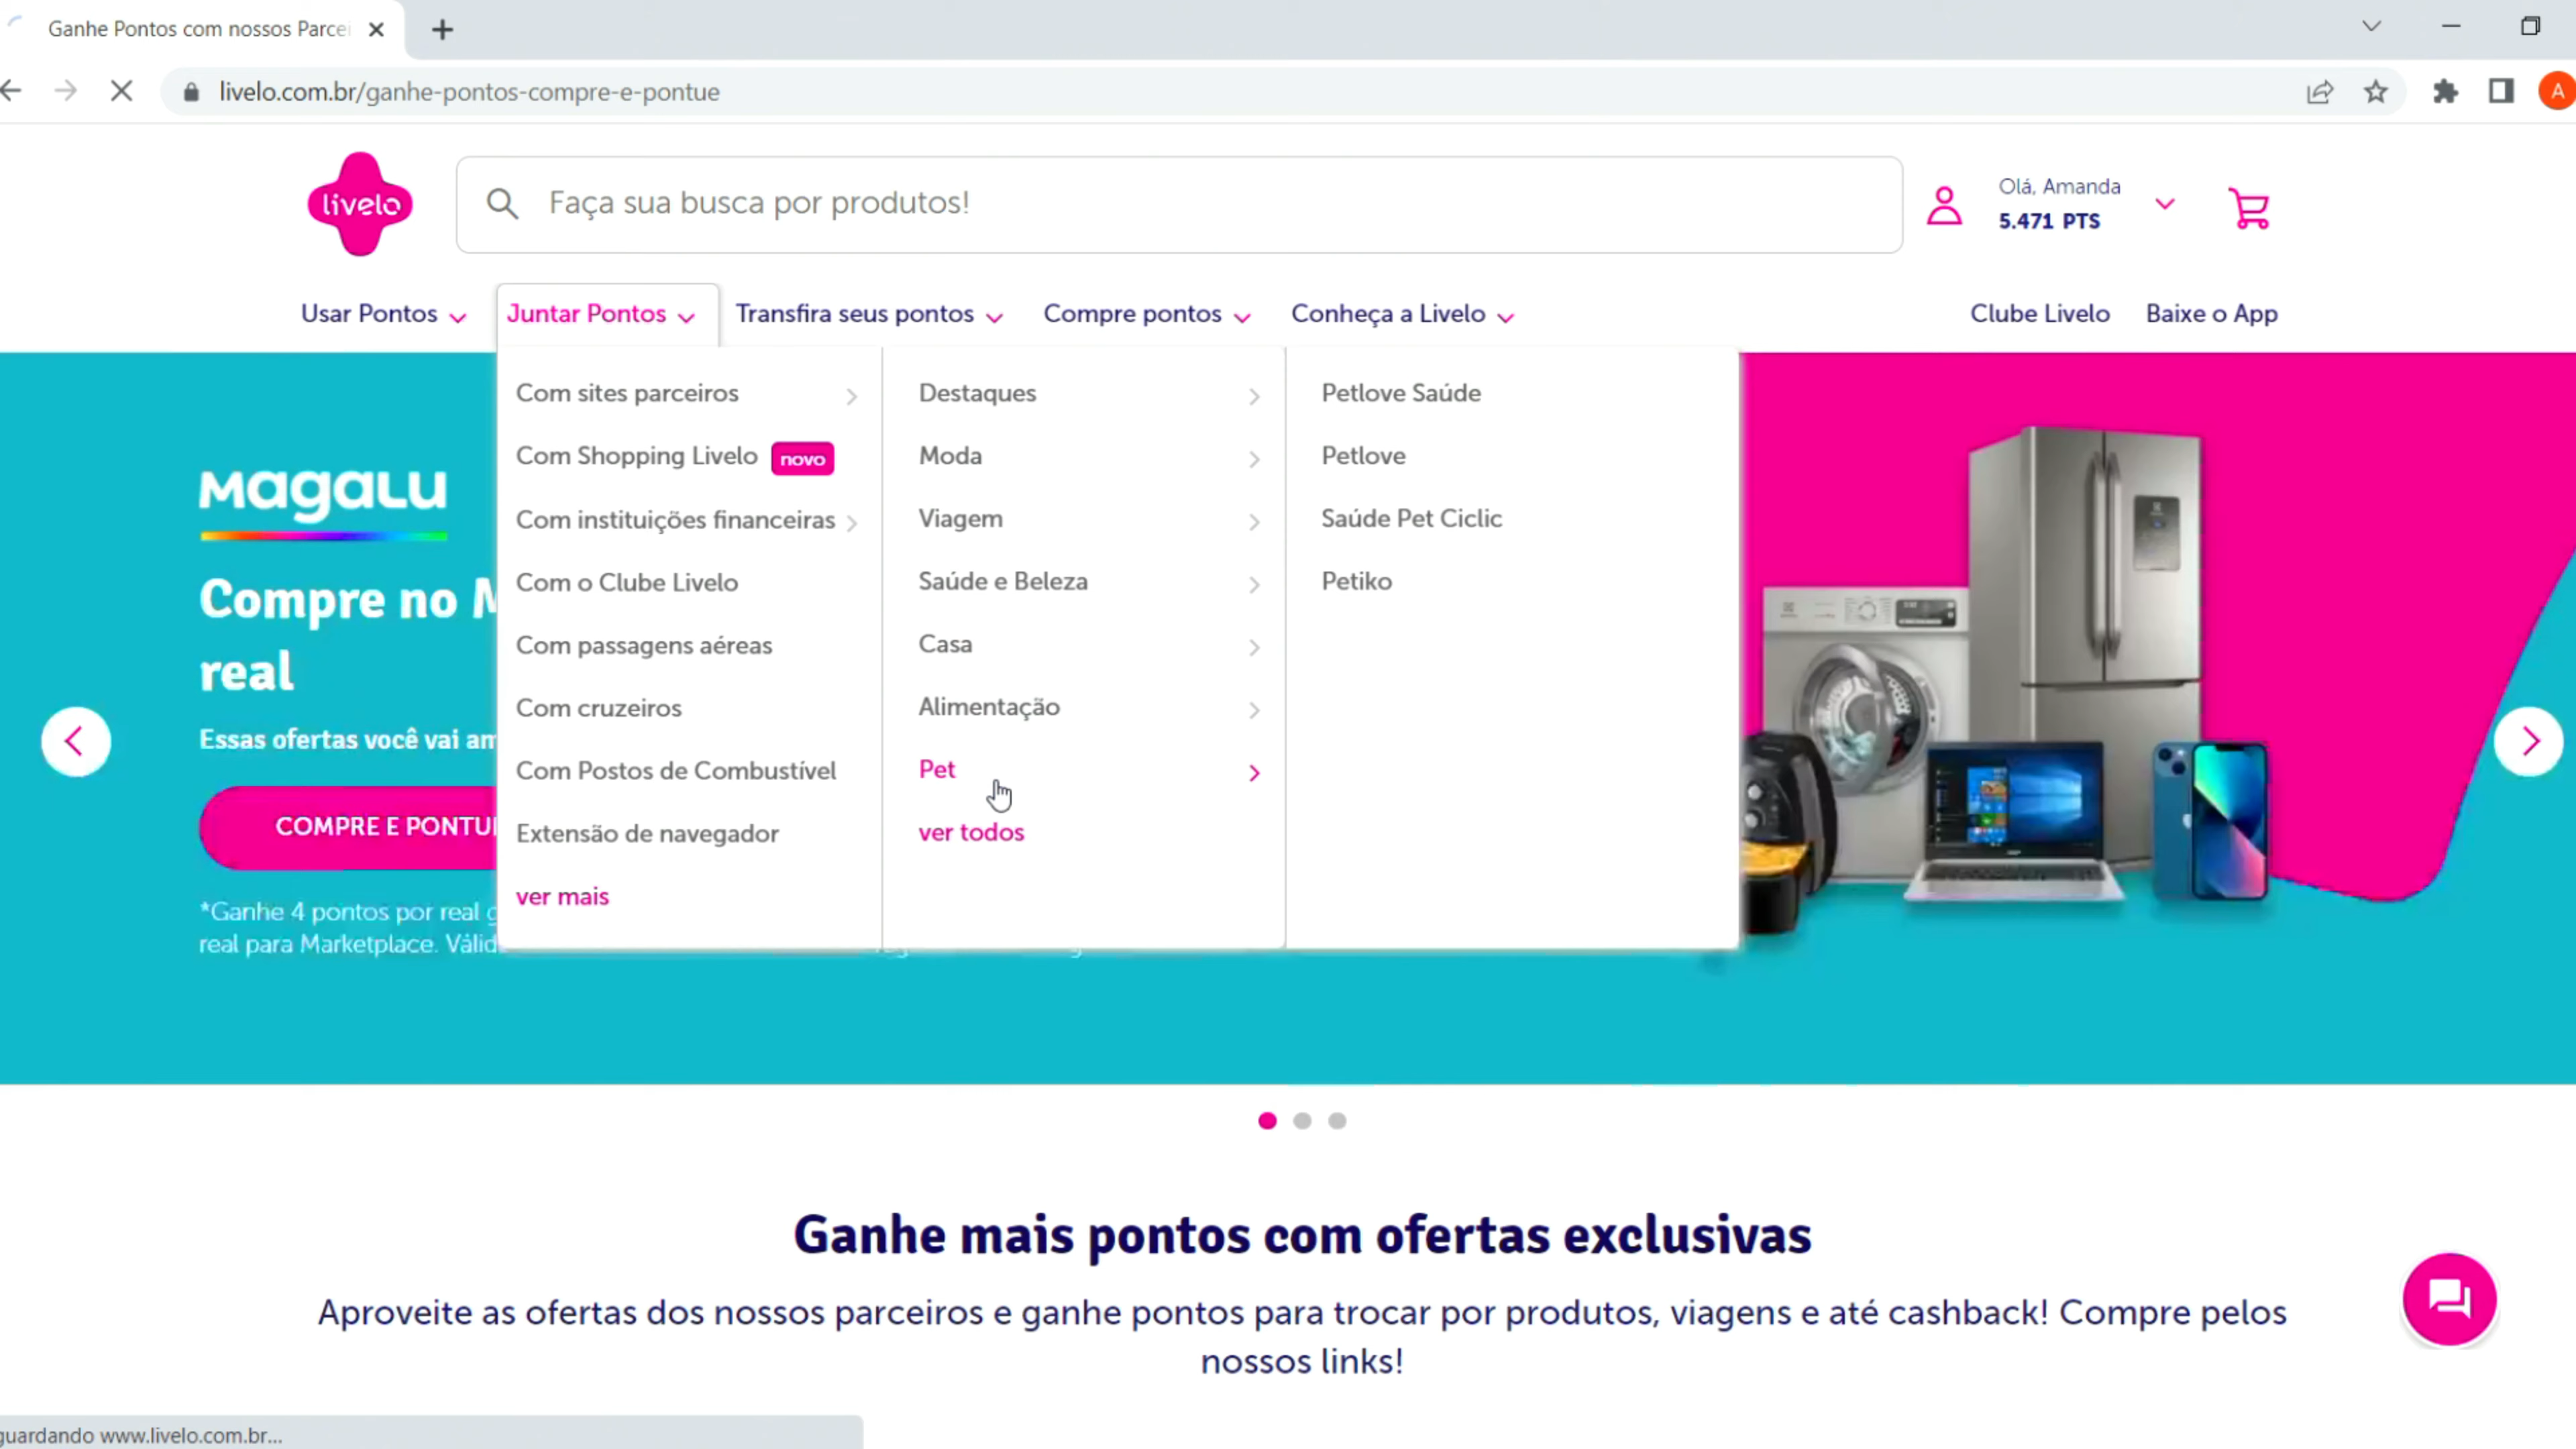 Ganhe Pontos com nossos Parcei
livelo.com.br/ganhe-pontos-compre-e-pontue
A
livelo
Faça sua busca por produtos!
Olá, Amanda
5.471 PTS
Usar Pontos
Juntar Pontos
Transfira seus pontos
Compre pontos
Conheça a Livelo
Clube Livelo
Baixe o App
Com sites parceiros
Com Shopping Livelo novo
Com instituições financeiras
Com o Clube Livelo
Com passagens aéreas
Com cruzeiros
Com Postos de Combustível
Extensão de navegador
ver mais
Destaques
Moda
Viagem
Saúde e Beleza
Casa
Alimentação
Pet
ver todos
Petlove Saúde
Petlove
Saúde Pet Ciclic
Petiko
Magalu
Compre no
real
Essas ofertas você vai
COMPRE E PONTU
*Ganhe 4 pontos por real
real para Marketplace. Válid
Ganhe mais pontos com ofertas exclusivas
Aproveite as ofertas dos nossos parceiros e ganhe pontos para trocar por produtos, viagens e até cashback! Compre pelos
nossos links!
guardando www.livelo.com.br...